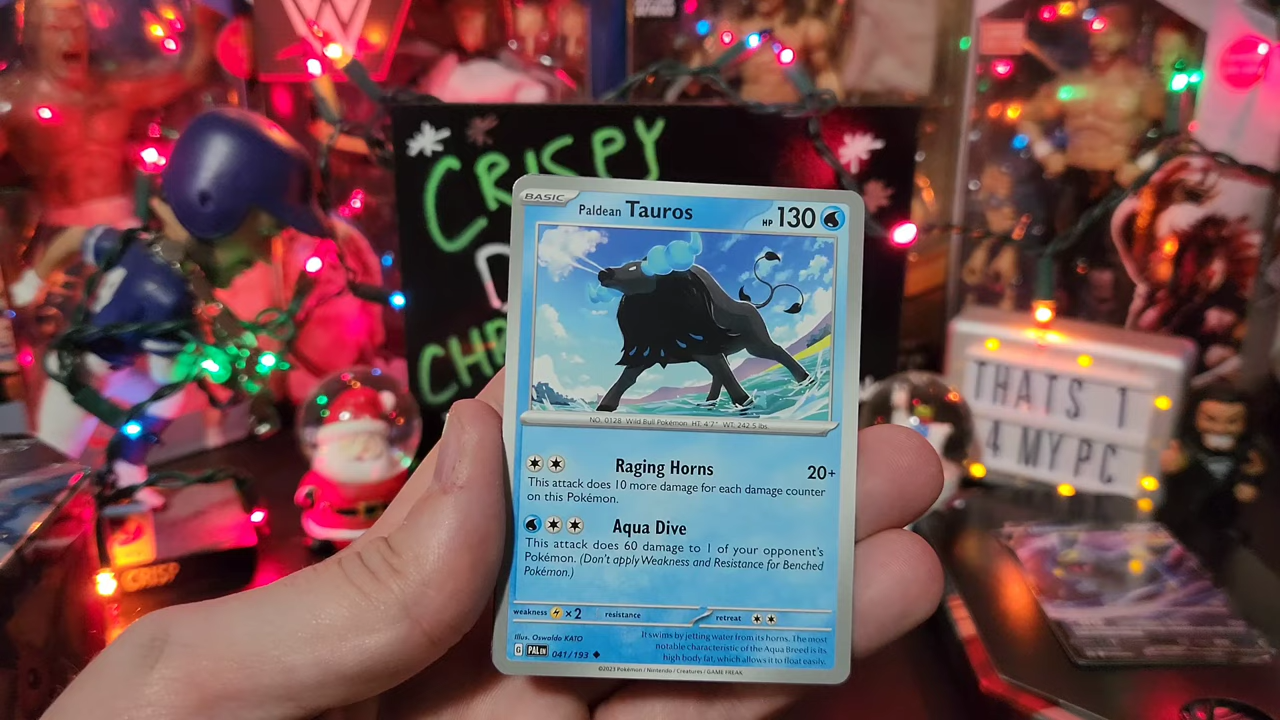 CRISPY
D
CHR
BASIC
Paldean Tauros
HP 130
NO. 0128 Wild Bull Pokémon HT: 4'7" WT: 242.5 lbs.
Raging Horns 20+
This attack does 10 more damage for each damage counter
on this Pokémon.
Aqua Dive
This attack does 60 damage to 1 of your opponent's
Pokémon. (Don't apply Weakness and Resistance for Benched
Pokémon.)
weakness ×2 resistance retreat
Illus. Oswaldo KATO
G PAL EN 041/193
It swims by jetting water from its horns. The most
notable characteristic of the Aqua Breed is its
high body fat, which allows it to float easily.
©2023 Pokémon / Nintendo / Creatures / GAME FREAK
THATS 1
4 MY PC
CRISP